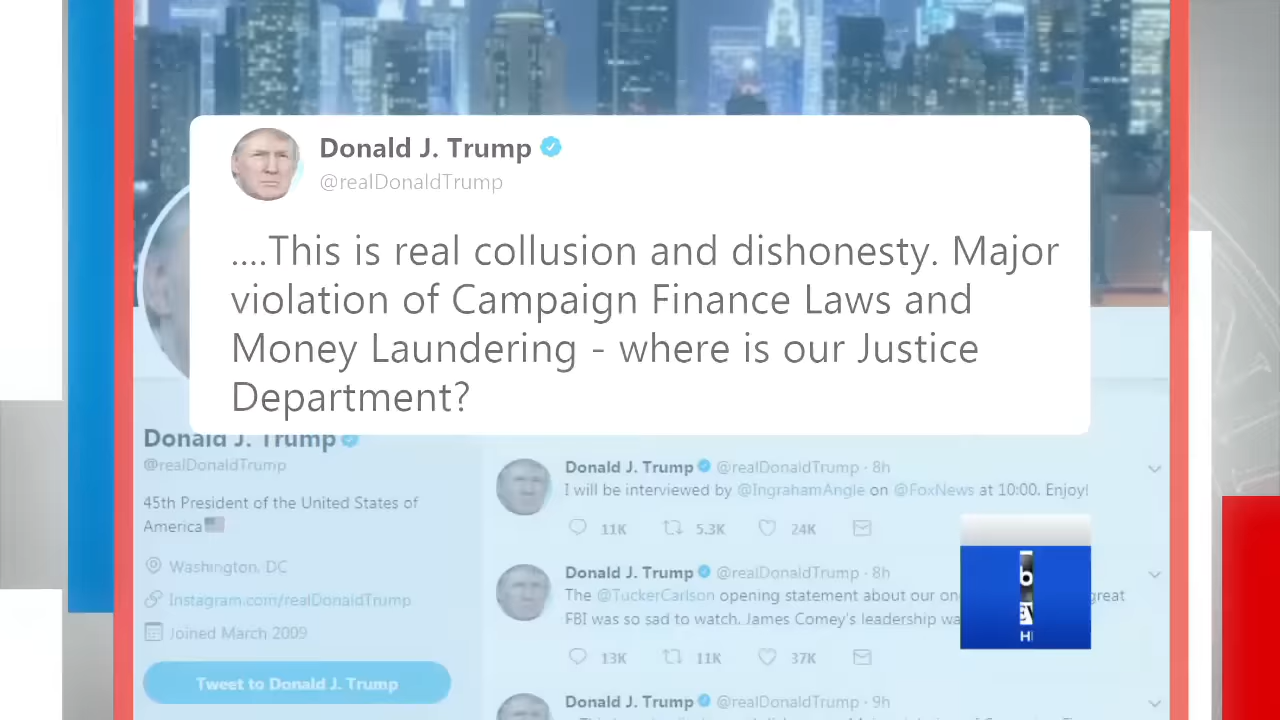 Donald J. Trump
@realDonaldTrump
....This is real collusion and dishonesty. Major
violation of Campaign Finance Laws and
Money Laundering - where is our Justice
Department?
Donald J. Trump
@realDonaldTrump
45th President of the United States of
America
Washington, DC
Instagram.com/realDonaldTrump
Joined March 2009
Tweet to Donald J. Trump
Donald J. Trump @realDonaldTrump · 8h
I will be interviewed by @IngrahamAngle on @FoxNews at 10:00. Enjoy!
11K 5.3K 24K
Donald J. Trump @realDonaldTrump · 8h
The @TuckerCarlson opening statement about our great
FBI was so sad to watch. James Comey's leadership
13K 11K 37K
Donald J. Trump @realDonaldTrump · 9h